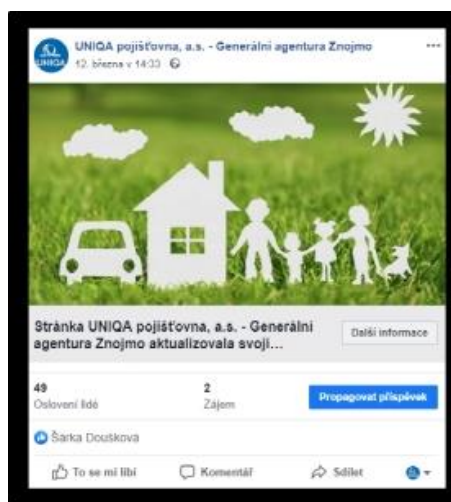 UNIQA pojišťovna, a.s. - Generální agentura Znojmo
UNIQA
12. března v 14:33
Stránka UNIQA pojišťovna, a.s. - Generální
agentura Znojmo aktualizovala svoji...
Další informace
49
Oslovení lidé
2
Zájem
Propagovat příspěvek
Šárka Doušková
To se mi líbí
Komentář
Sdílet